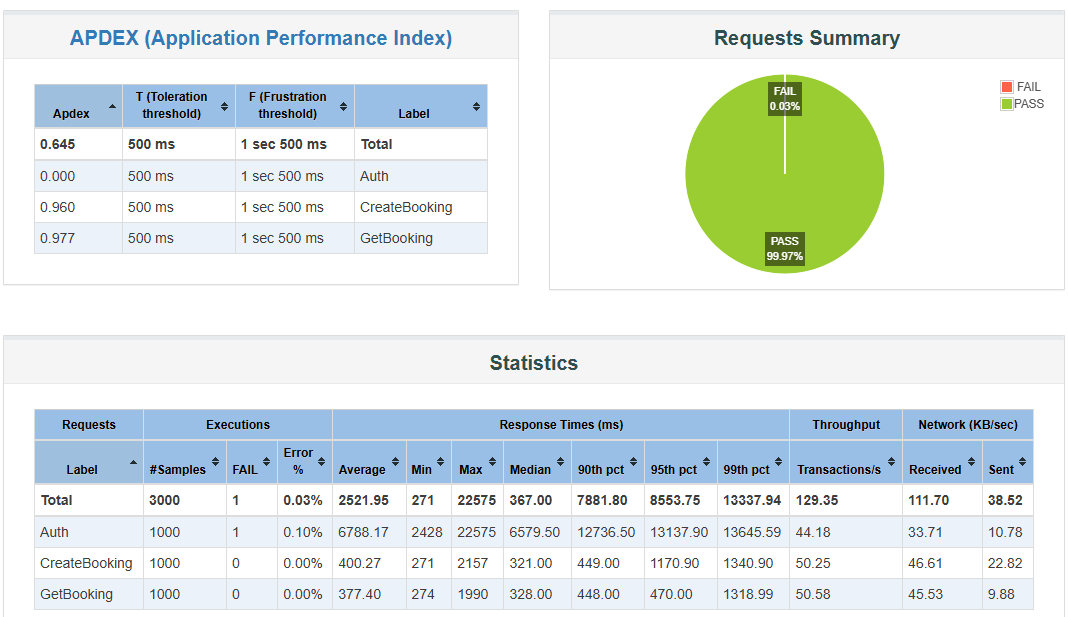 APDEX (Application Performance Index)
Apdex T (Toleration threshold) F (Frustration threshold) Label
0.645 500 ms 1 sec 500 ms Total
0.000 500 ms 1 sec 500 ms Auth
0.960 500 ms 1 sec 500 ms CreateBooking
0.977 500 ms 1 sec 500 ms GetBooking
Requests Summary
FAIL
0.03%
PASS
99.97%
FAIL
PASS
Statistics
Requests Executions Response Times (ms) Throughput Network (KB/sec)
Label #Samples FAIL Error % Average Min Max Median 90th pct 95th pct 99th pct Transactions/s Received Sent
Total 3000 1 0.03% 2521.95 271 22575 367.00 7881.80 8553.75 13337.94 129.35 111.70 38.52
Auth 1000 1 0.10% 6788.17 2428 22575 6579.50 12736.50 13137.90 13645.59 44.18 33.71 10.78
CreateBooking 1000 0 0.00% 400.27 271 2157 321.00 449.00 1170.90 1340.90 50.25 46.61 22.82
GetBooking 1000 0 0.00% 377.40 274 1990 328.00 448.00 470.00 1318.99 50.58 45.53 9.88